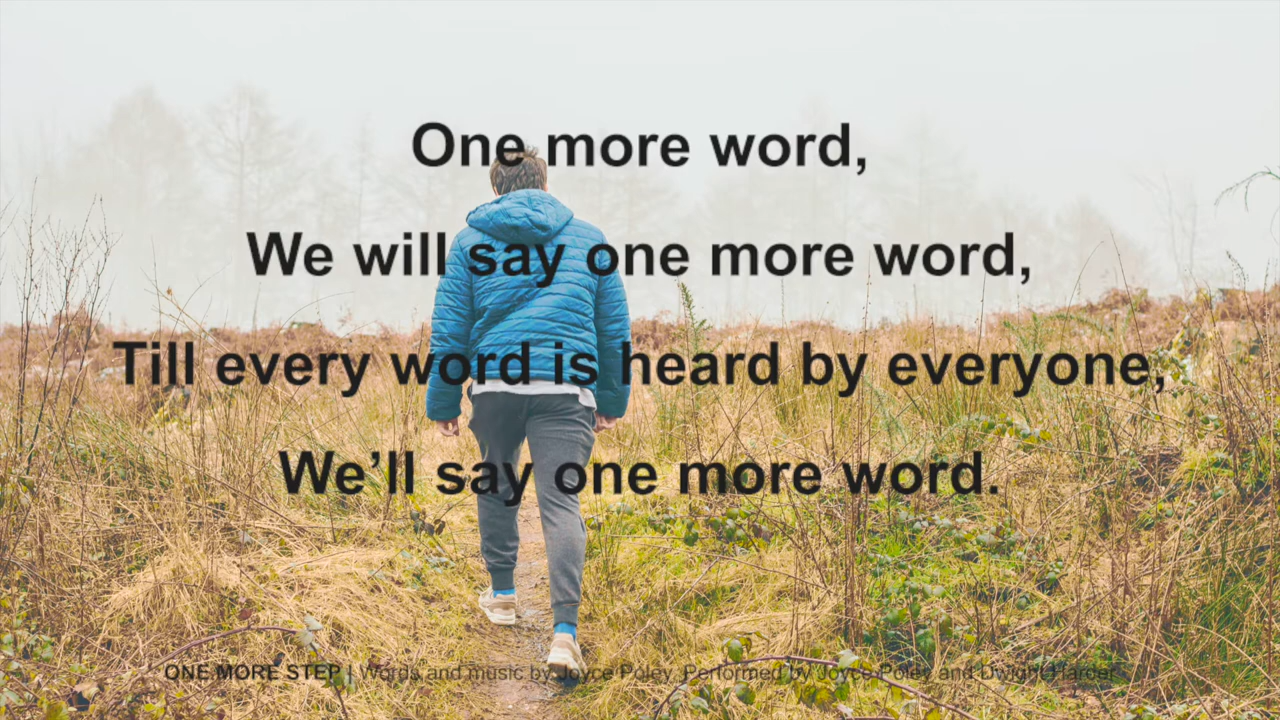 One more word,
We will say one more word,
Till every word is heard by everyone,
We’ll say one more word.
ONE MORE STEP | Words and music by Joyce Poley, Performed by Joyce Poley and Dwight Harder